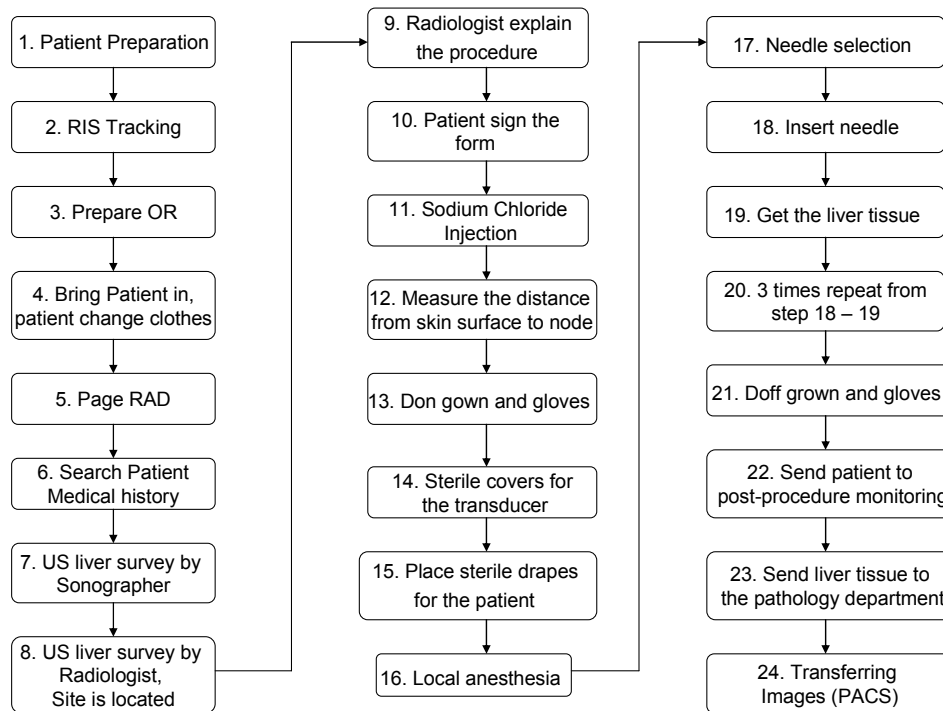 1. Patient Preparation
2. RIS Tracking
3. Prepare OR
4. Bring Patient in,
patient change clothes
5. Page RAD
6. Search Patient
Medical history
7. US liver survey by
Sonographer
8. US liver survey by
Radiologist,
Site is located
9. Radiologist explain
the procedure
10. Patient sign the
form
11. Sodium Chloride
Injection
12. Measure the distance
from skin surface to node
13. Don gown and gloves
14. Sterile covers for
the transducer
15. Place sterile drapes
for the patient
16. Local anesthesia
17. Needle selection
18. Insert needle
19. Get the liver tissue
20. 3 times repeat from
step 18 – 19
21. Doff grown and gloves
22. Send patient to
post-procedure monitoring
23. Send liver tissue to
the pathology department
24. Transferring
Images (PACS)